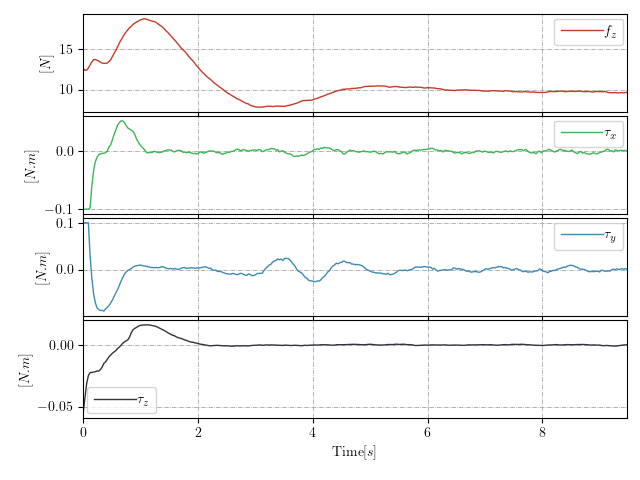 [N]
15
10
f_z
[N.m]
0.0
−0.1
τ_x
[N.m]
0.1
0.0
τ_y
[N.m]
0.00
−0.05
τ_z
0 2 4 6 8
Time[s]